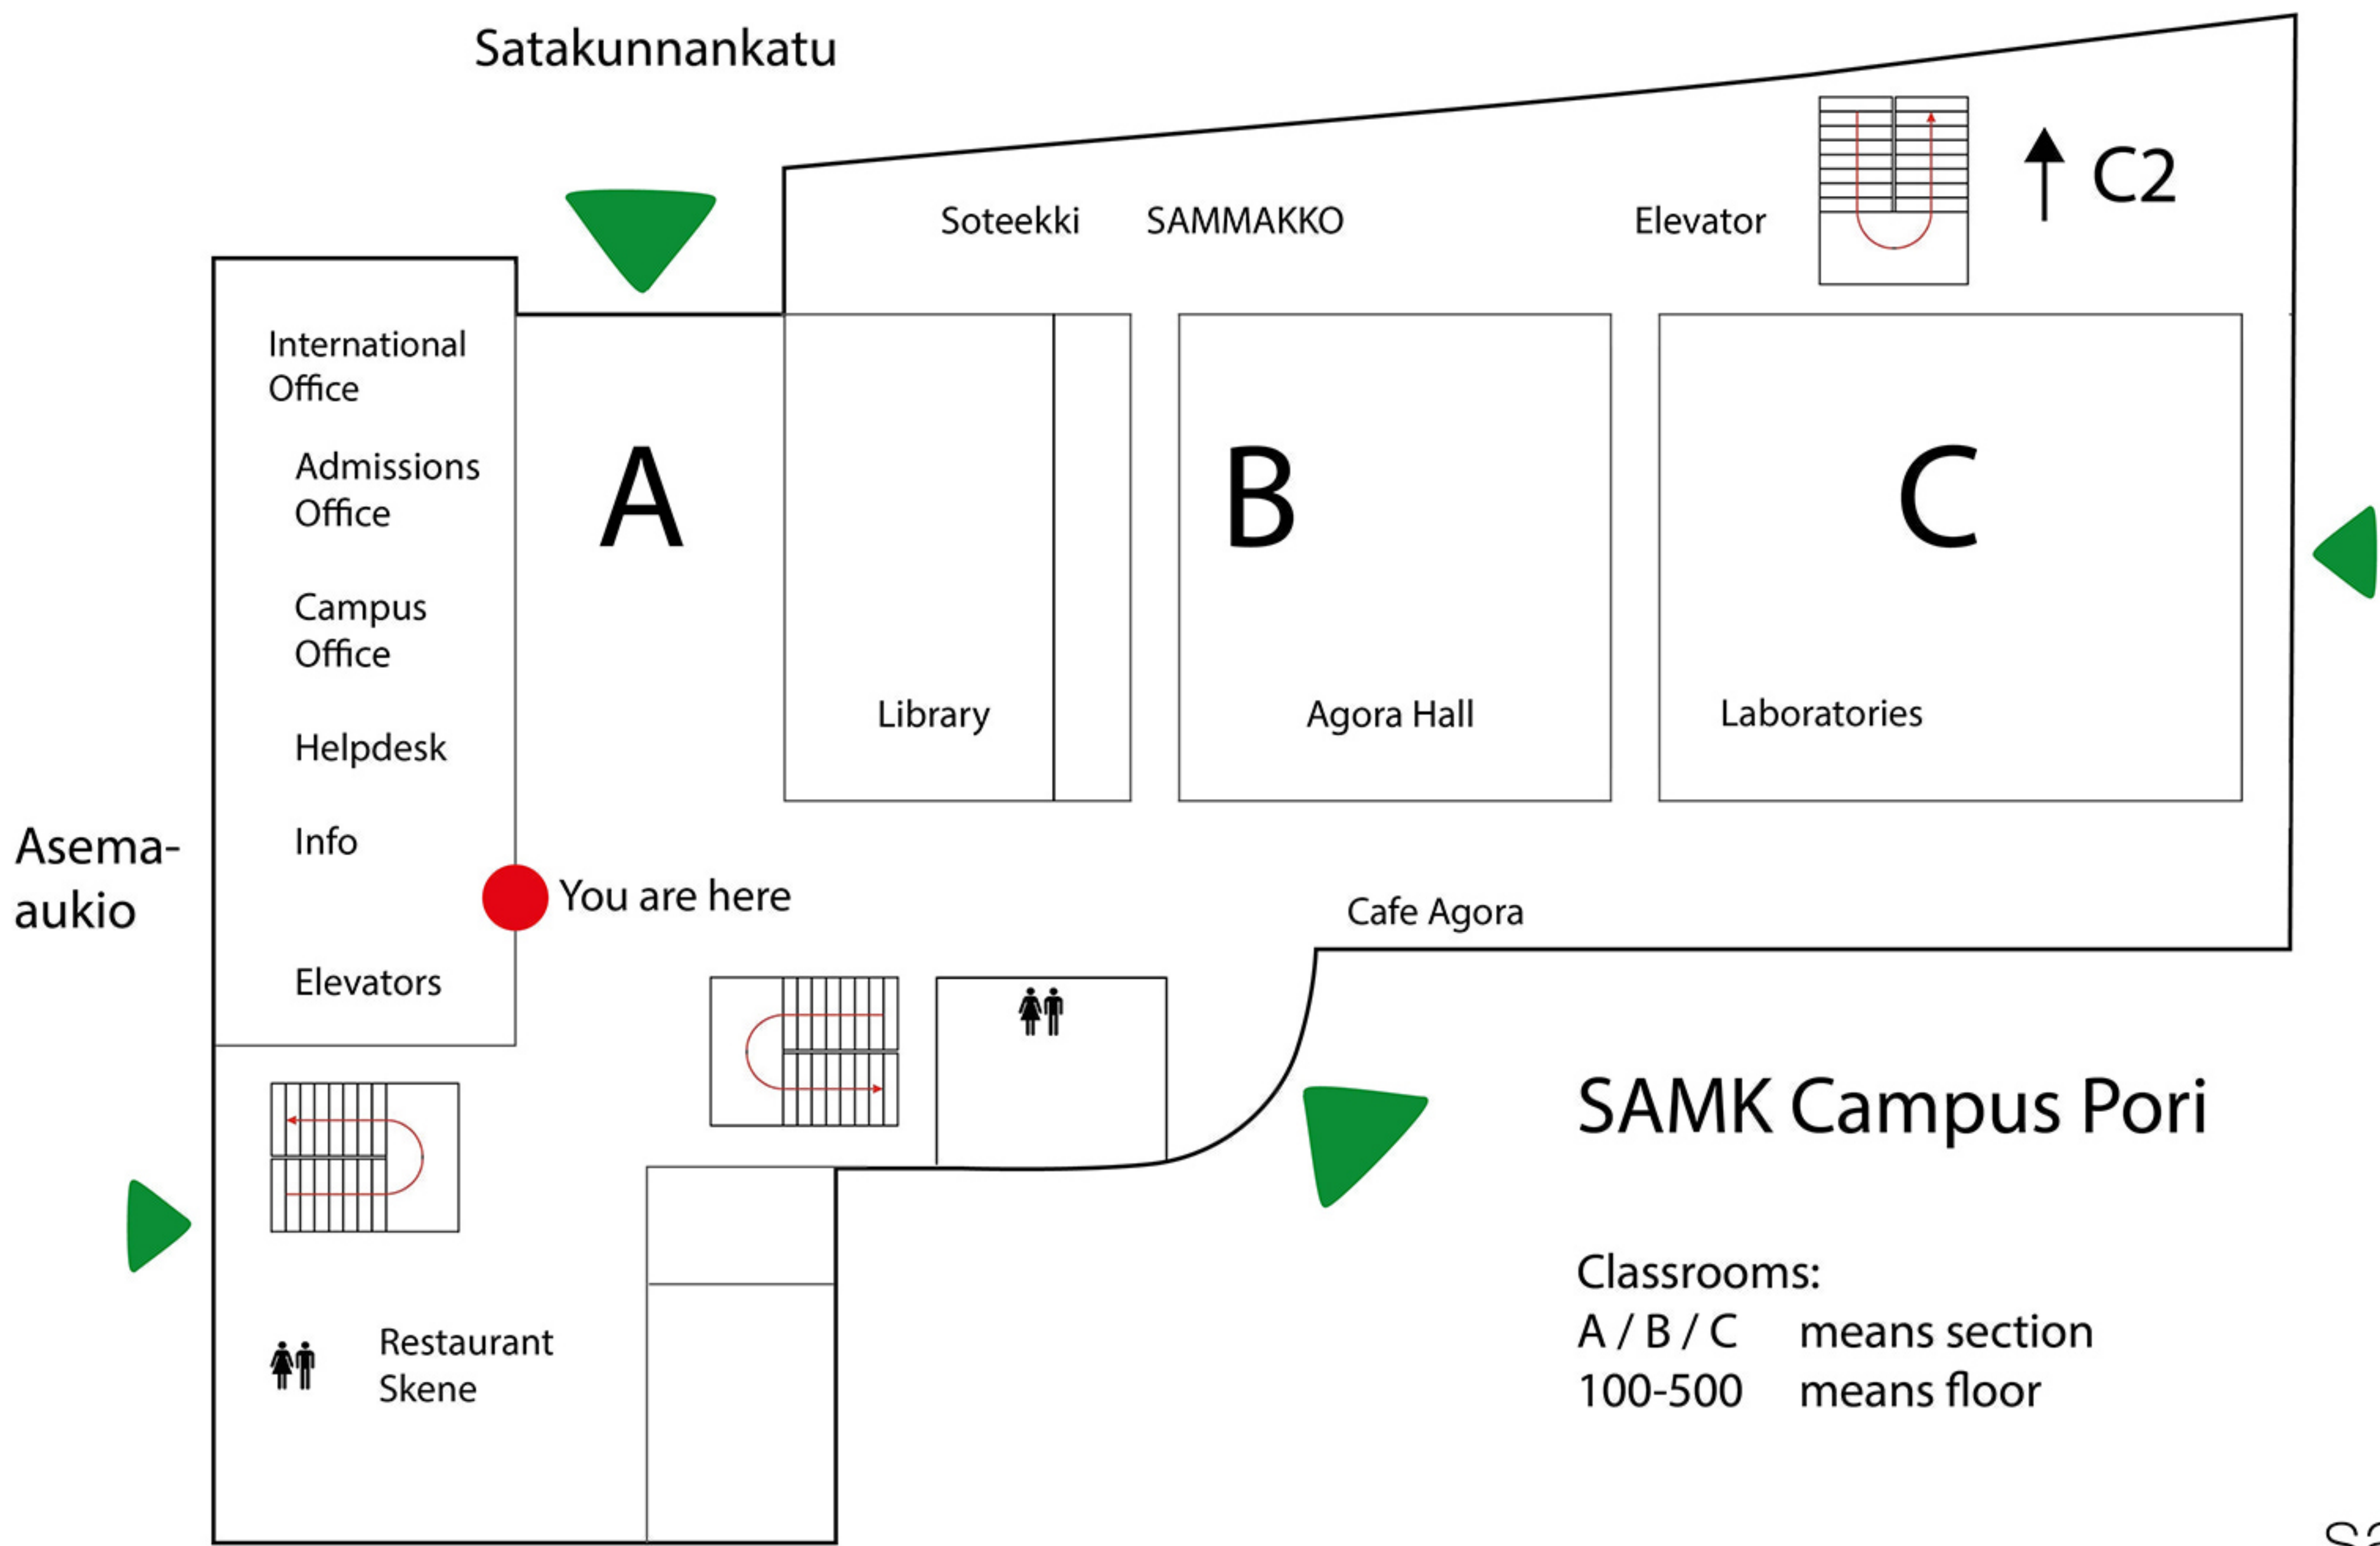 Satakunnankatu
C2
Soteekki
SAMMAKKO
Elevator
International
Office
Admissions
Office
A
B
C
Campus
Office
Library
Agora Hall
Laboratories
Helpdesk
Info
Asema-
aukio
You are here
Cafe Agora
Elevators
SAMK Campus Pori
Restaurant
Skene
Classrooms:
A / B / C means section
100-500 means floor